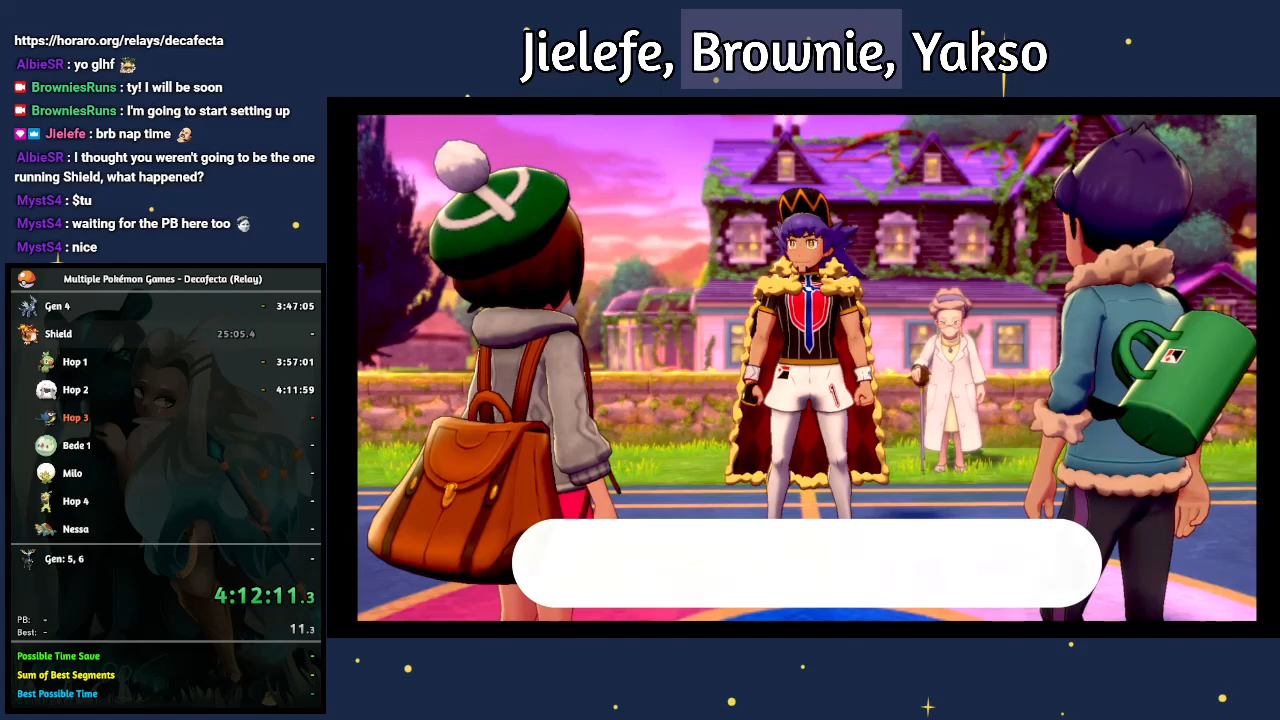 https://horaro.org/relays/decafecta
AlbieSR : yo glhf
BrowniesRuns : ty! I will be soon
BrowniesRuns : I'm going to start setting up
Jielefe : brb nap time
AlbieSR : I thought you weren't going to be the one
running Shield, what happened?
MystS4 : $tu
MystS4 : waiting for the PB here too
MystS4 : nice
Jielefe, Brownie, Yakso
Multiple Pokémon Games - Decafecta (Relay)
Gen 4 - 3:47:05
Shield 25:05.4 -
Hop 1 - 3:57:01
Hop 2 - 4:11:59
Hop 3 -
Bede 1 -
Milo -
Hop 4 -
Nessa -
Gen: 5, 6 -
4:12:11.3
PB: -
Best: - 11.3
Possible Time Save -
Sum of Best Segments -
Best Possible Time -